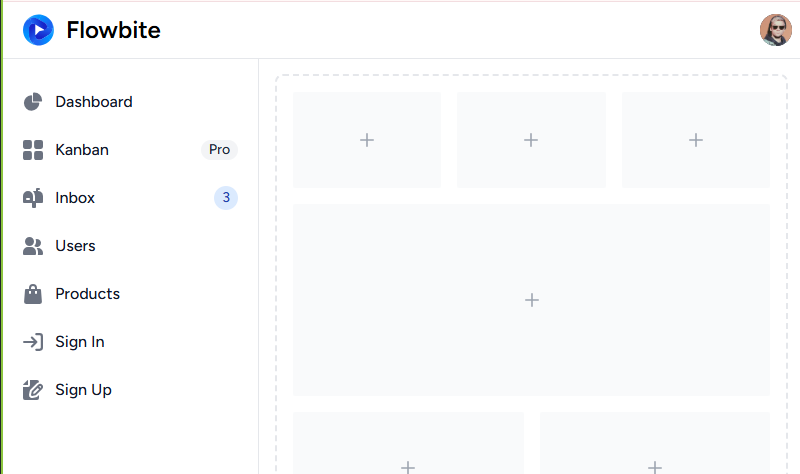 Flowbite
Dashboard
Kanban Pro
Inbox 3
Users
Products
Sign In
Sign Up